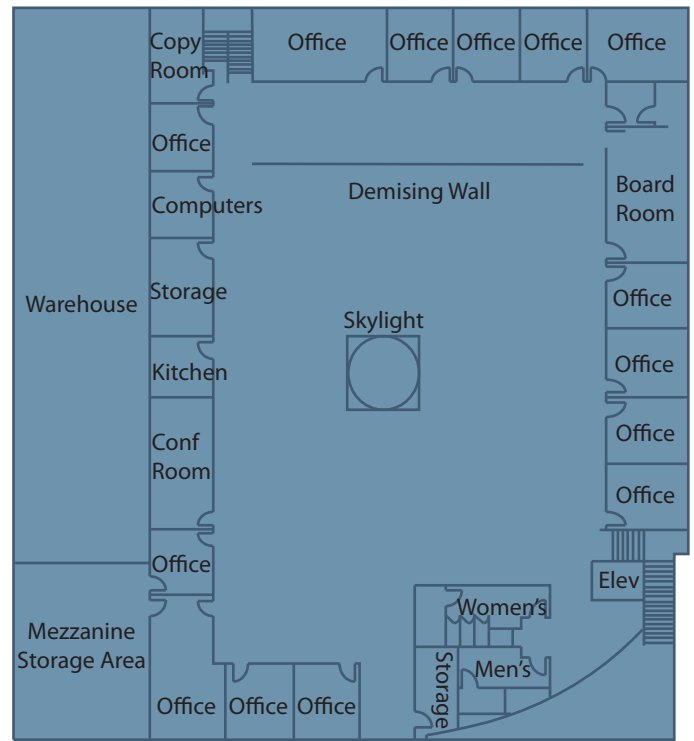 Copy
Room
Office
Office
Office
Office
Office
Office
Computers
Demising Wall
Board
Room
Storage
Warehouse
Skylight
Office
Kitchen
Office
Conf
Room
Office
Office
Office
Elev
Women's
Mezzanine
Storage Area
Storage
Men's
Office
Office
Office